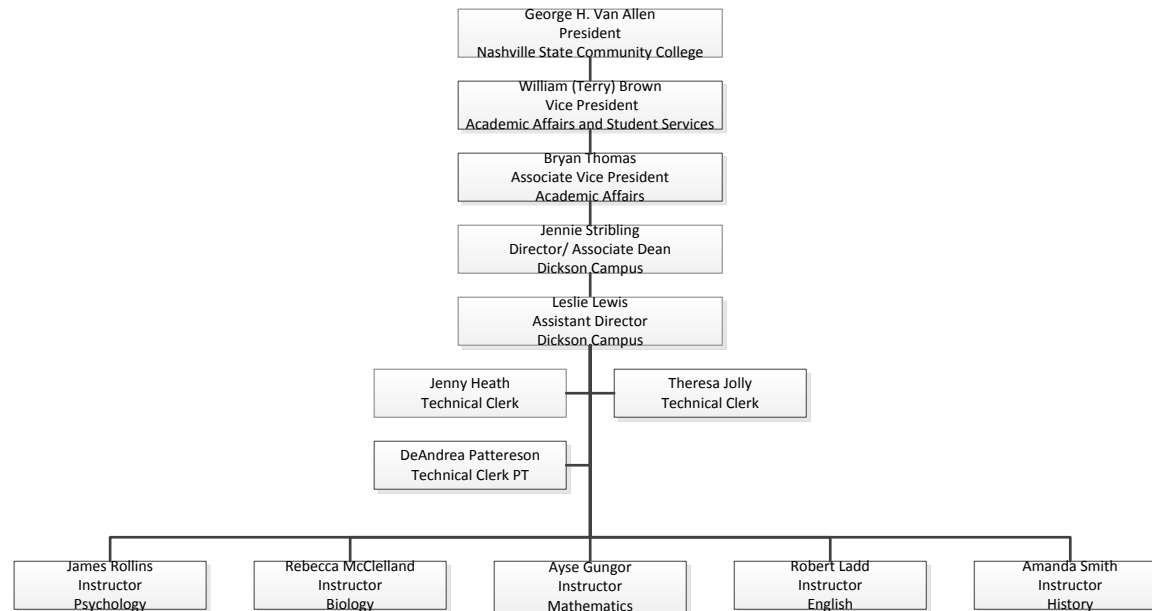 George H. Van Allen
President
Nashville State Community College
William (Terry) Brown
Vice President
Academic Affairs and Student Services
Bryan Thomas
Associate Vice President
Academic Affairs
Jennie Stribling
Director/ Associate Dean
Dickson Campus
Leslie Lewis
Assistant Director
Dickson Campus
Jenny Heath
Technical Clerk
Theresa Jolly
Technical Clerk
DeAndrea Pattereson
Technical Clerk PT
James Rollins
Instructor
Psychology
Rebecca McClelland
Instructor
Biology
Ayse Gungor
Instructor
Mathematics
Robert Ladd
Instructor
English
Amanda Smith
Instructor
History